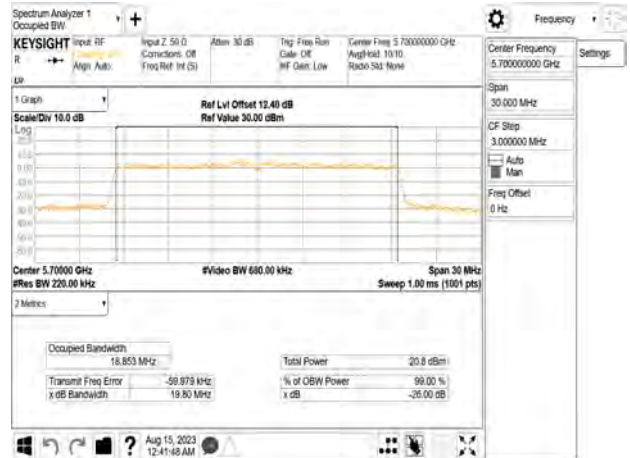 Spectrum Analyzer 1
Occupied BW
Frequency
KEYSIGHT
R
Input: RF
Align: Auto
Input Z: 50 Ω
Corrections: Off
Freq Ref: Int (S)
Atten: 30 dB
Trig: Free Run
Gate: Off
#IF Gain: Low
Center Freq: 5.700000000 GHz
Avg|Hold: 10/10
Radio Std: None
Center Frequency
5.700000000 GHz
Settings
Span
30.000 MHz
CF Step
3.000000 MHz
Auto
Man
Freq Offset
0 Hz
1 Graph
Scale/Div 10.0 dB
Ref Lvl Offset 12.40 dB
Ref Value 30.00 dBm
Log
Center 5.70000 GHz
#Res BW 220.00 kHz
#Video BW 680.00 kHz
Span 30 MHz
Sweep 1.00 ms (1001 pts)
2 Metrics
Occupied Bandwidth
18.853 MHz
Total Power
20.8 dBm
Transmit Freq Error
-59.979 kHz
% of OBW Power
99.00 %
x dB Bandwidth
19.80 MHz
x dB
-26.00 dB
Aug 15, 2023
12:41:48 AM